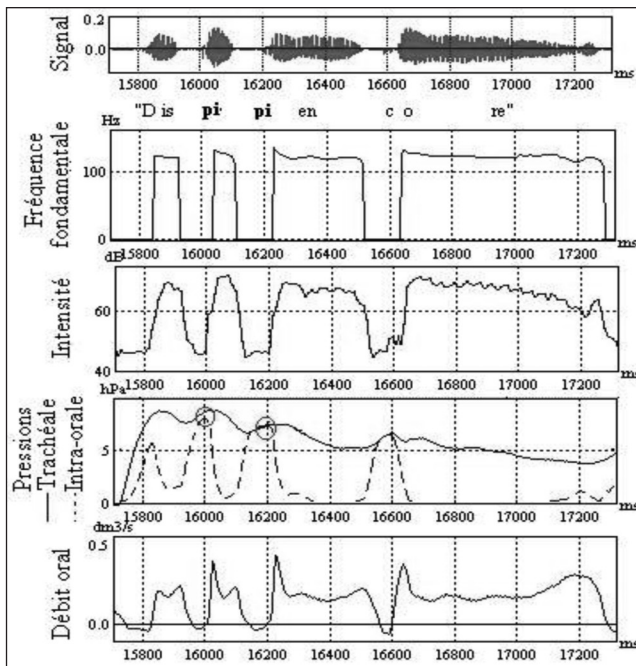 Signal
0.2
0.0
15800 16000 16200 16400 16600 16800 17000 17200 ms
"D is pi pi en c o re"
Fréquence
fondamentale
Hz
100
0
15800 16000 16200 16400 16600 16800 17000 17200 ms
Intensité
dB
60
40
15800 16000 16200 16400 16600 16800 17000 17200 ms
Pressions
Trachéale
Intra-orale
hPa
5
0
15800 16000 16200 16400 16600 16800 17000 17200 ms
Débit oral
dm3/s
0.5
0.0
15800 16000 16200 16400 16600 16800 17000 17200 ms